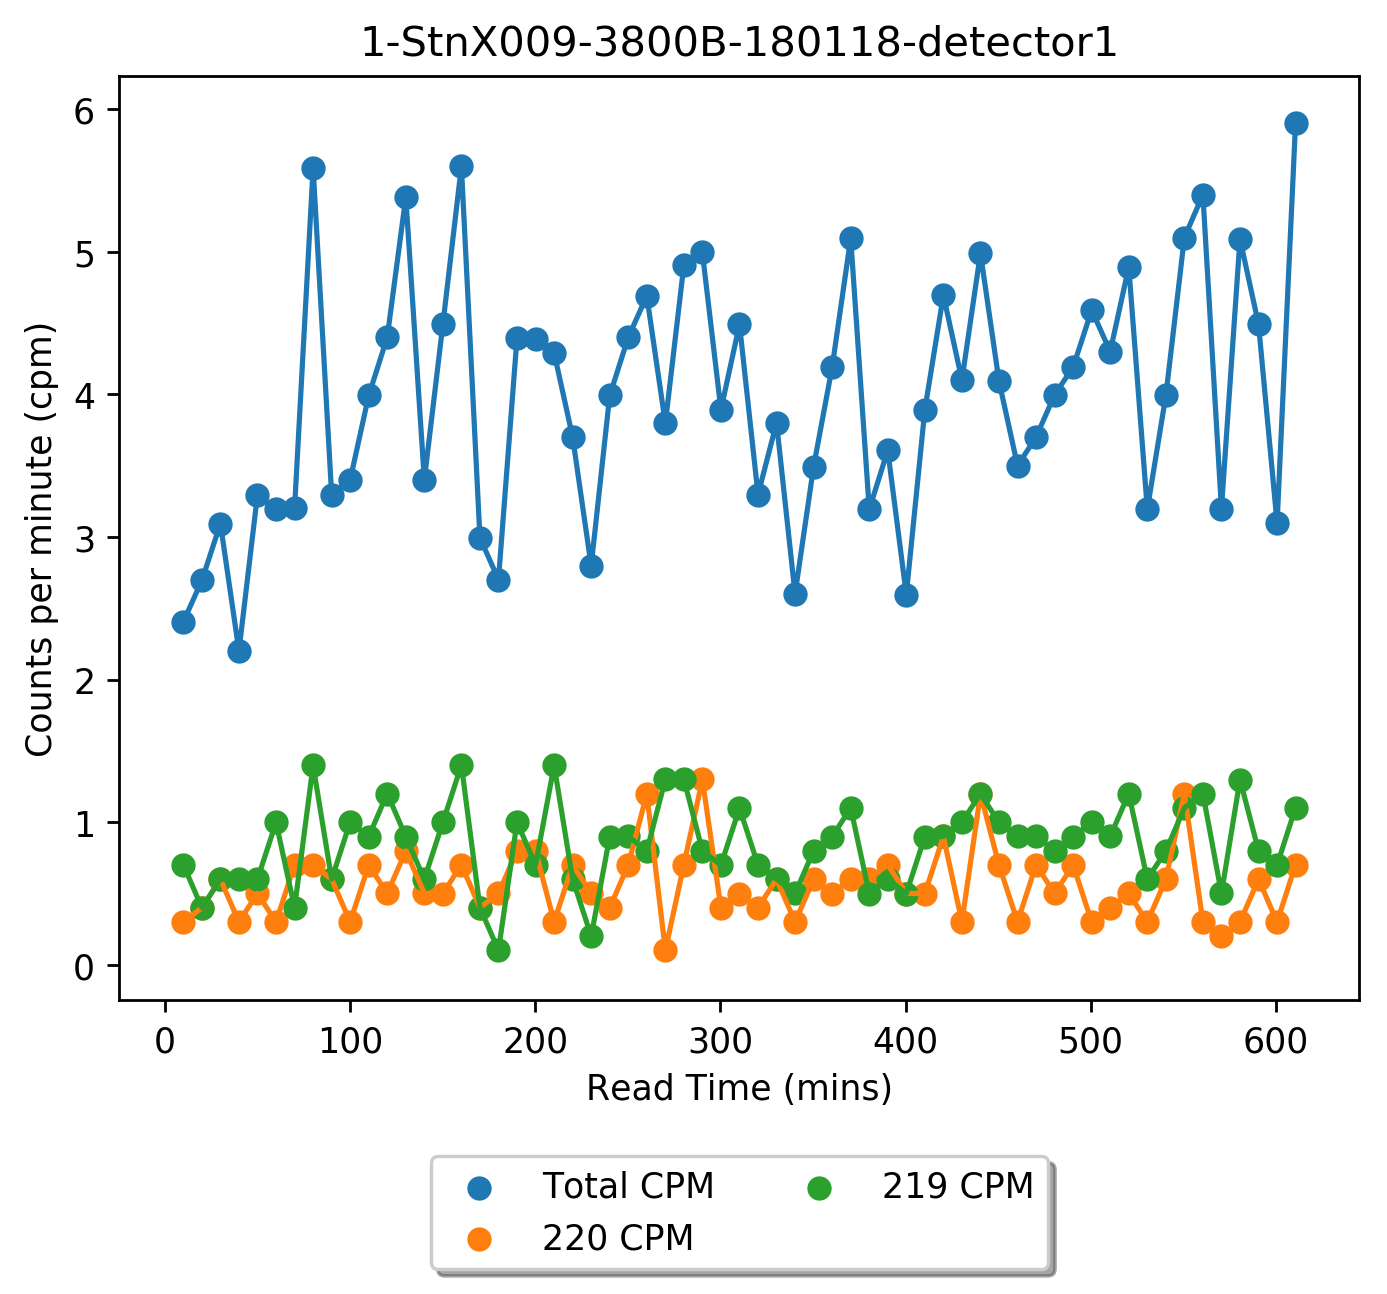 1-StnX009-3800B-180118-detector1
Counts per minute (cpm)
6
5
4
3
2
1
0
0 100 200 300 400 500 600
Read Time (mins)
Total CPM 219 CPM
220 CPM